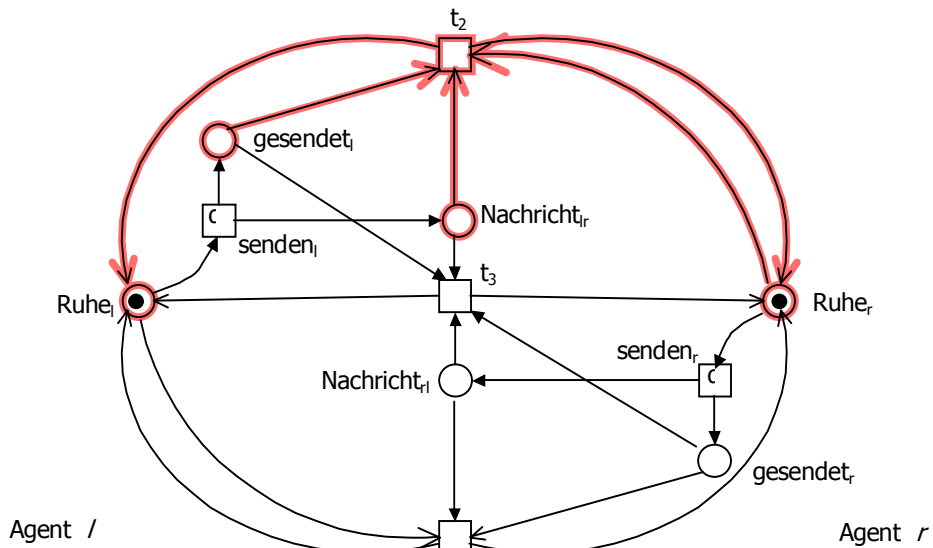 t₂
gesendetₗ
Nachrichtₗᵣ
sendenₗ
t₃
Ruheₗ
Ruheᵣ
sendenᵣ
Nachrichtᵣₗ
gesendetᵣ
Agent l
Agent r